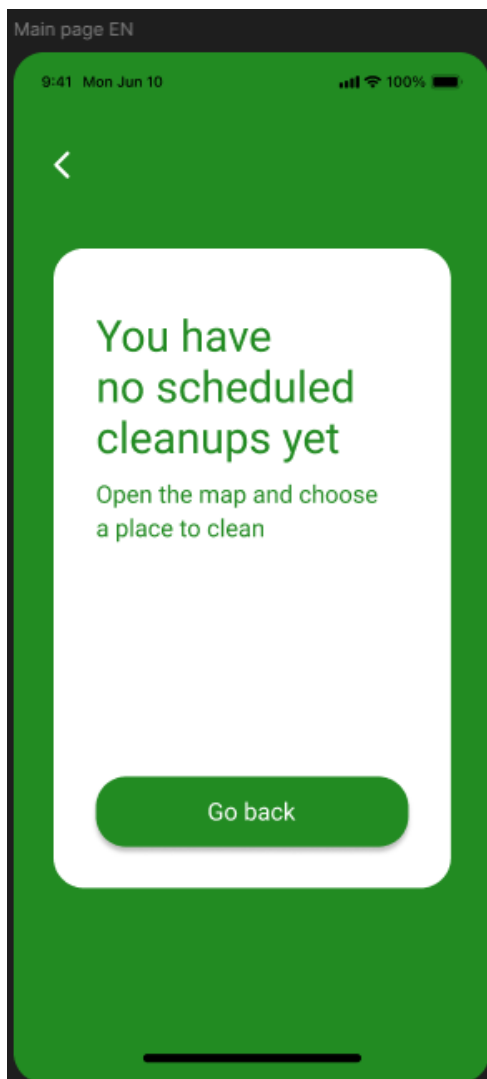 Main page EN
9:41 Mon Jun 10 100%
You have
no scheduled
cleanups yet
Open the map and choose
a place to clean
Go back